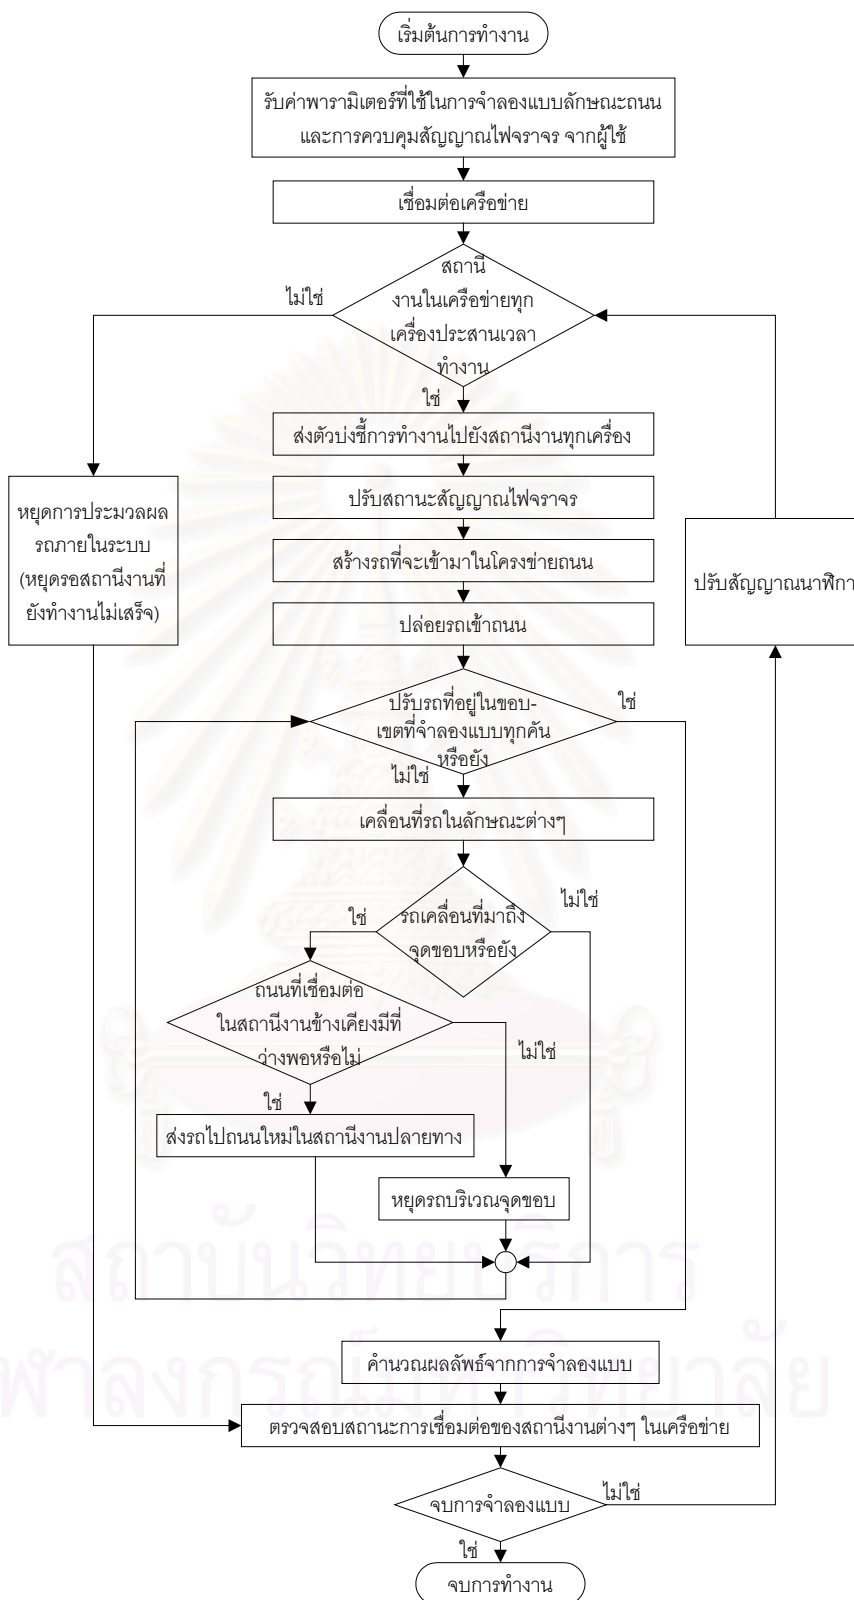 เริ่มต้นการทำงาน
รับค่าพารามิเตอร์ที่ใช้ในการจำลองแบบลักษณะถนน
และการควบคุมสัญญาณไฟจราจร จากผู้ใช้
เชื่อมต่อเครือข่าย
สถานี
งานในเครือข่ายทุก
เครื่องประสานเวลา
ทำงาน
ไม่ใช่
ใช่
ส่งตัวบ่งชี้การทำงานไปยังสถานีงานทุกเครื่อง
หยุดการประมวลผล
รถภายในระบบ
(หยุดรอสถานีงานที่
ยังทำงานไม่เสร็จ)
ปรับสถานะสัญญาณไฟจราจร
สร้างรถที่จะเข้ามาในโครงข่ายถนน
ปรับสัญญาณนาฬิกา
ปล่อยรถเข้าถนน
ปรับรถที่อยู่ในขอบ-
เขตที่จำลองแบบทุกคัน
หรือยัง
ใช่
ไม่ใช่
เคลื่อนที่รถในลักษณะต่างๆ
รถเคลื่อนที่มาถึง
จุดขอบหรือยัง
ใช่
ไม่ใช่
ถนนที่เชื่อมต่อ
ในสถานีงานข้างเคียงมีที่
ว่างพอหรือไม่
ไม่ใช่
ใช่
ส่งรถไปถนนใหม่ในสถานีงานปลายทาง
หยุดรถบริเวณจุดขอบ
คำนวณผลลัพธ์จากการจำลองแบบ
ตรวจสอบสถานะการเชื่อมต่อของสถานีงานต่างๆ ในเครือข่าย
จบการจำลองแบบ
ไม่ใช่
ใช่
จบการทำงาน
สถาบันวิทยบริการ
ฬาลงกรณ์มหาวิทยาลัย